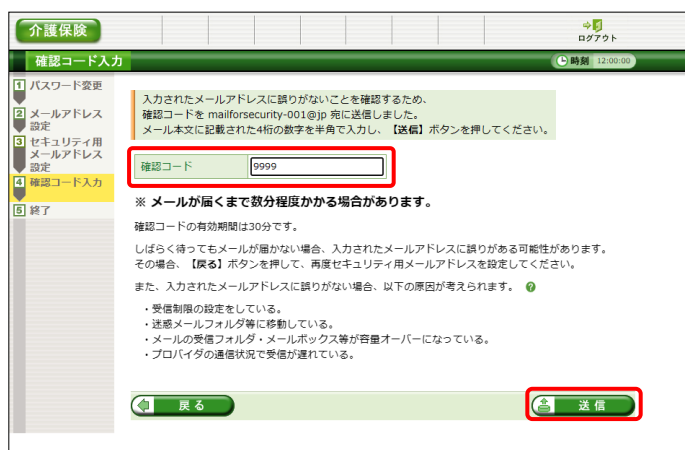 介護保険
ログアウト
確認コード入力
時刻 12:00:00
1 パスワード変更
2 メールアドレス
設定
3 セキュリティ用
メールアドレス
設定
4 確認コード入力
5 終了
入力されたメールアドレスに誤りがないことを確認するため、
確認コードを mailforsecurity-001@jp 宛に送信しました。
メール本文に記載された4桁の数字を半角で入力し、【送信】ボタンを押してください。
確認コード 9999
※ メールが届くまで数分程度かかる場合があります。
確認コードの有効期間は30分です。
しばらく待ってもメールが届かない場合、入力されたメールアドレスに誤りがある可能性があります。
その場合、【戻る】ボタンを押して、再度セキュリティ用メールアドレスを設定してください。
また、入力されたメールアドレスに誤りがない場合、以下の原因が考えられます。
・受信制限の設定をしている。
・迷惑メールフォルダ等に移動している。
・メールの受信フォルダ・メールボックス等が容量オーバーになっている。
・プロバイダの通信状況で受信が遅れている。
戻る
送信